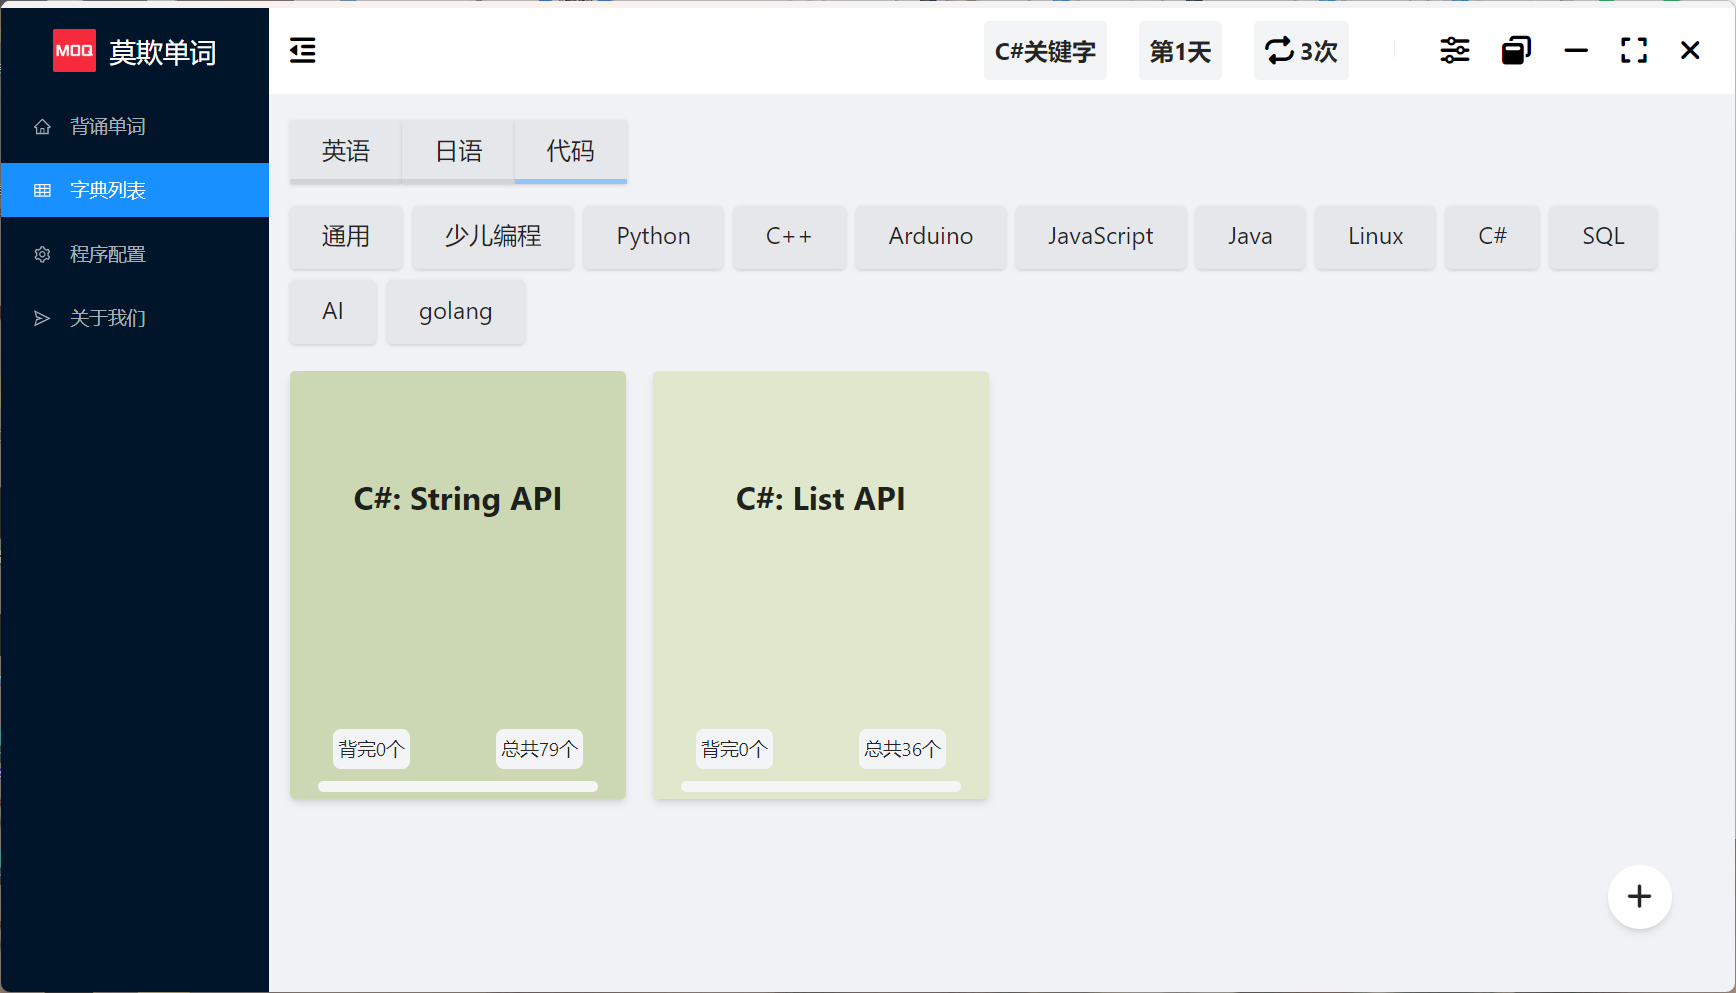 MOQ 莫欺单词
背诵单词
字典列表
程序配置
关于我们
C#关键字 第1天 3次
英语 日语 代码
通用 少儿编程 Python C++ Arduino JavaScript Java Linux C# SQL
AI golang
C#: String API
背完0个 总共79个
C#: List API
背完0个 总共36个